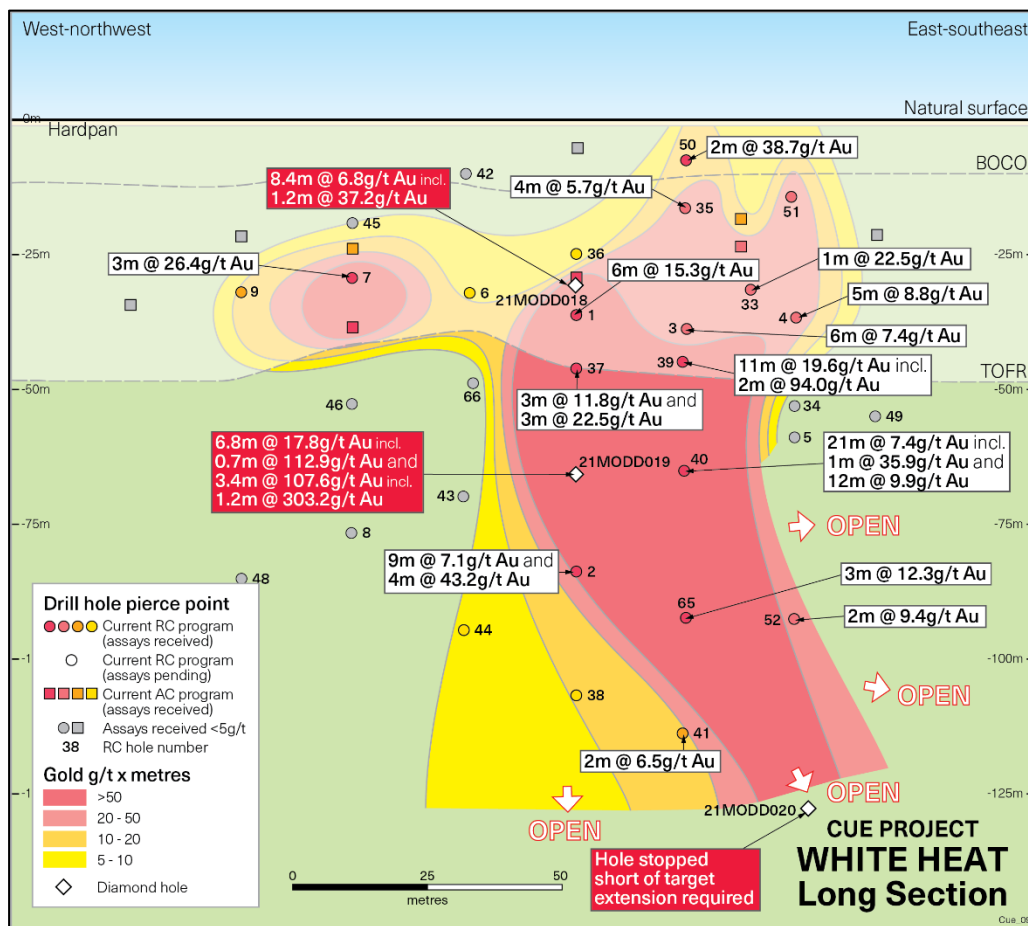 West-northwest
East-southeast
Natural surface
0m
Hardpan
BOCO
50
2m @ 38.7g/t Au
8.4m @ 6.8g/t Au incl.
1.2m @ 37.2g/t Au
42
4m @ 5.7g/t Au
35
51
45
-25m
-25m
36
3m @ 26.4g/t Au
7
6m @ 15.3g/t Au
1m @ 22.5g/t Au
9
6
21MODD018
1
33
4
5m @ 8.8g/t Au
3
6m @ 7.4g/t Au
37
39
11m @ 19.6g/t Au incl.
2m @ 94.0g/t Au
TOFR
-50m
-50m
66
3m @ 11.8g/t Au and
3m @ 22.5g/t Au
46
34
49
5
6.8m @ 17.8g/t Au incl.
0.7m @ 112.9g/t Au and
3.4m @ 107.6g/t Au incl.
1.2m @ 303.2g/t Au
21MODD019
40
21m @ 7.4g/t Au incl.
1m @ 35.9g/t Au and
12m @ 9.9g/t Au
43
-75m
-75m
OPEN
8
9m @ 7.1g/t Au and
4m @ 43.2g/t Au
2
3m @ 12.3g/t Au
48
65
52
2m @ 9.4g/t Au
44
-1
-100m
38
OPEN
41
2m @ 6.5g/t Au
-1
-125m
OPEN
OPEN
21MODD020
Drill hole pierce point
Current RC program
(assays received)
Current RC program
(assays pending)
Current AC program
(assays received)
Assays received <5g/t
38 RC hole number
Gold g/t x metres
>50
20 - 50
10 - 20
5 - 10
Diamond hole
0 25 50
metres
Hole stopped
short of target
extension required
CUE PROJECT
WHITE HEAT
Long Section
Cue_09